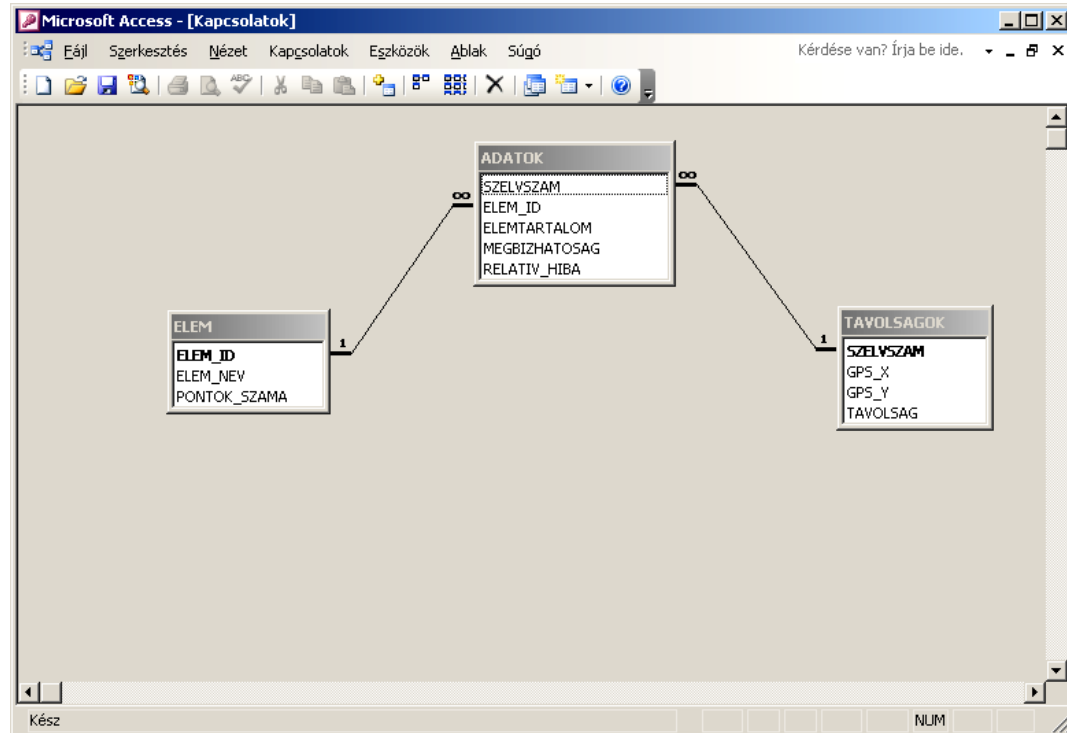 Microsoft Access - [Kapcsolatok]
Fájl Szerkesztés Nézet Kapcsolatok Eszközök Ablak Súgó Kérdése van? Írja be ide.
ABC
ADATOK
SZELVSZAM
ELEM_ID
ELEMTARTALOM
MEGBIZHATOSAG
RELATIV_HIBA
∞
∞
ELEM
ELEM_ID
ELEM_NEV
PONTOK_SZAMA
1
TAVOLSAGOK
SZELVSZAM
GPS_X
GPS_Y
TAVOLSAG
1
Kész NUM